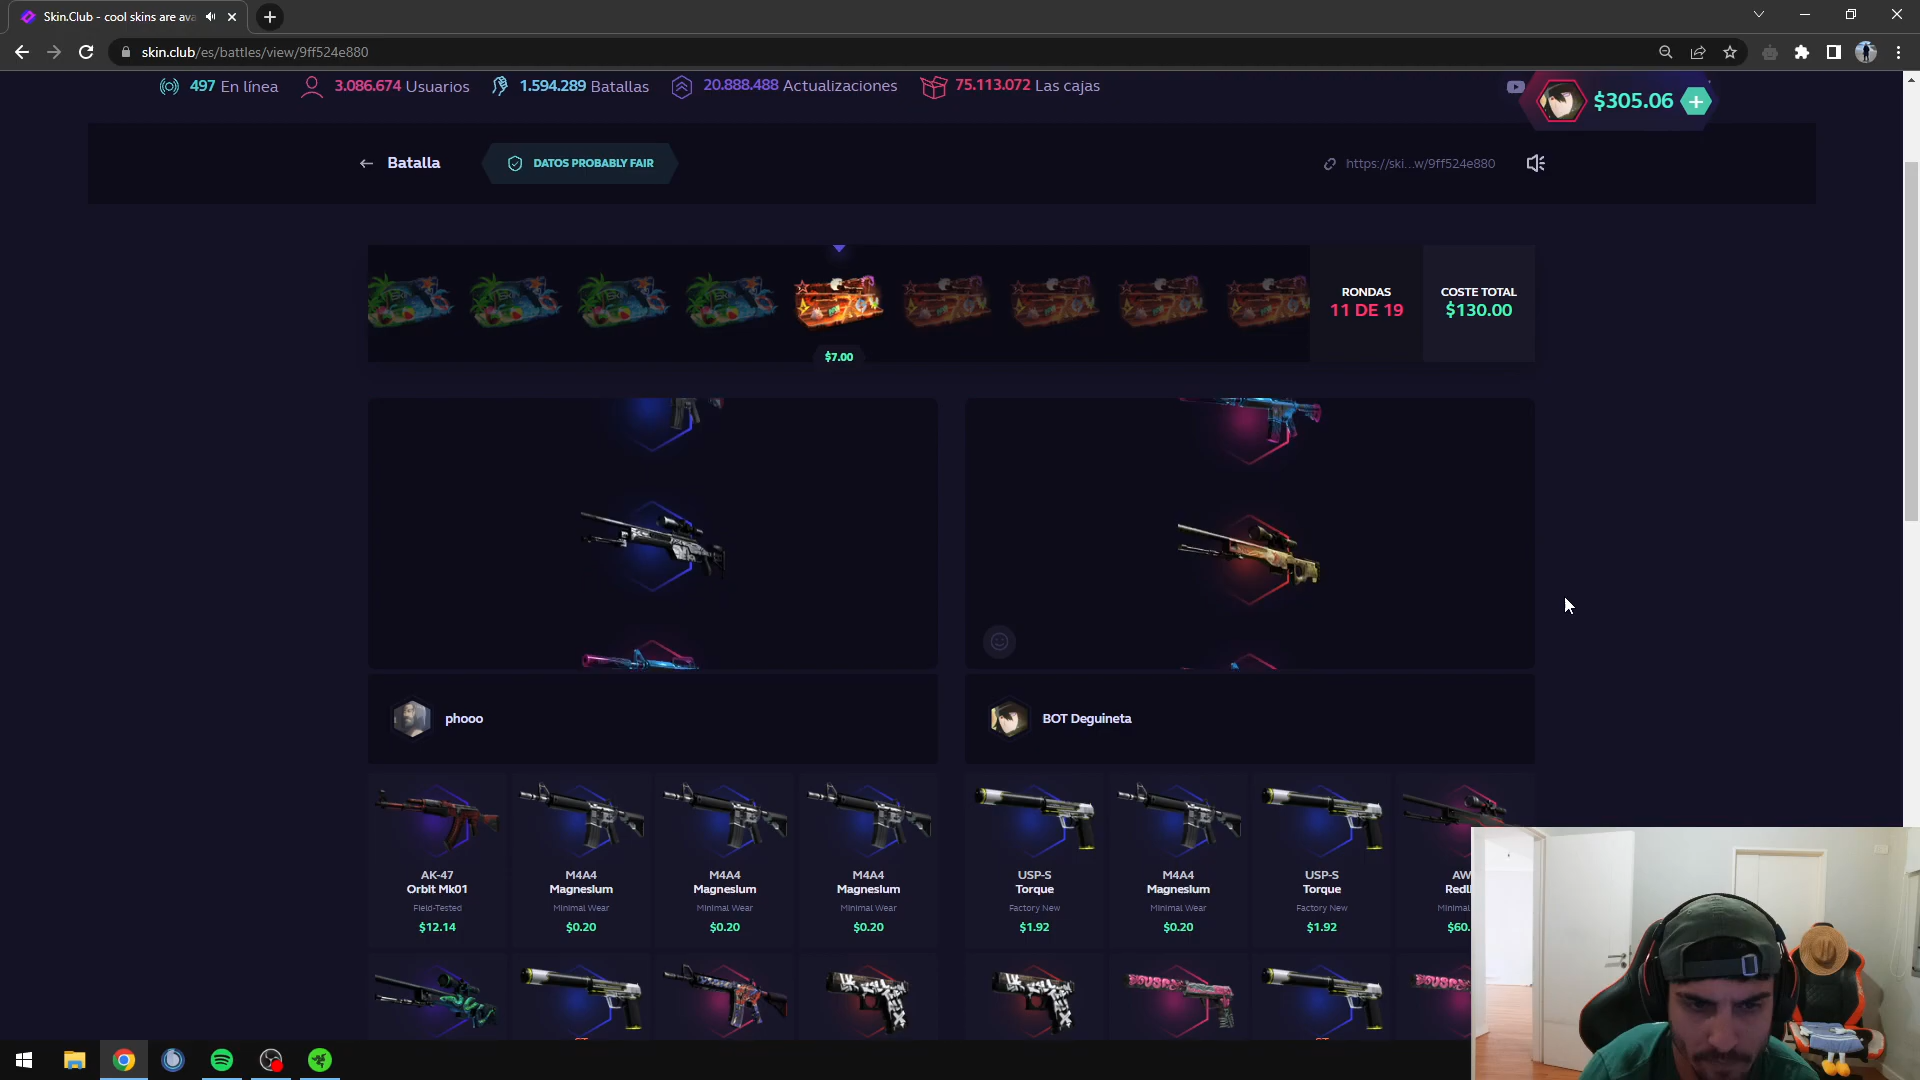 Skin.Club - cool skins are ava
skin.club/es/battles/view/9ff524e880
497 En línea
3.086.674 Usuarios
1.594.289 Batallas
20.888.488 Actualizaciones
75.113.072 Las cajas
$305.06
Batalla
DATOS PROBABLY FAIR
https://ski...w/9ff524e880
RONDAS
11 DE 19
COSTE TOTAL
$130.00
$7.00
phooo
BOT Deguineta
AK-47
Orbit Mk01
Field-Tested
$12.14
M4A4
Magnesium
Minimal Wear
$0.20
M4A4
Magnesium
Minimal Wear
$0.20
M4A4
Magnesium
Minimal Wear
$0.20
USP-S
Torque
Factory New
$1.92
M4A4
Magnesium
Minimal Wear
$0.20
USP-S
Torque
Factory New
$1.92
AW
Redl
Minimal
$60.